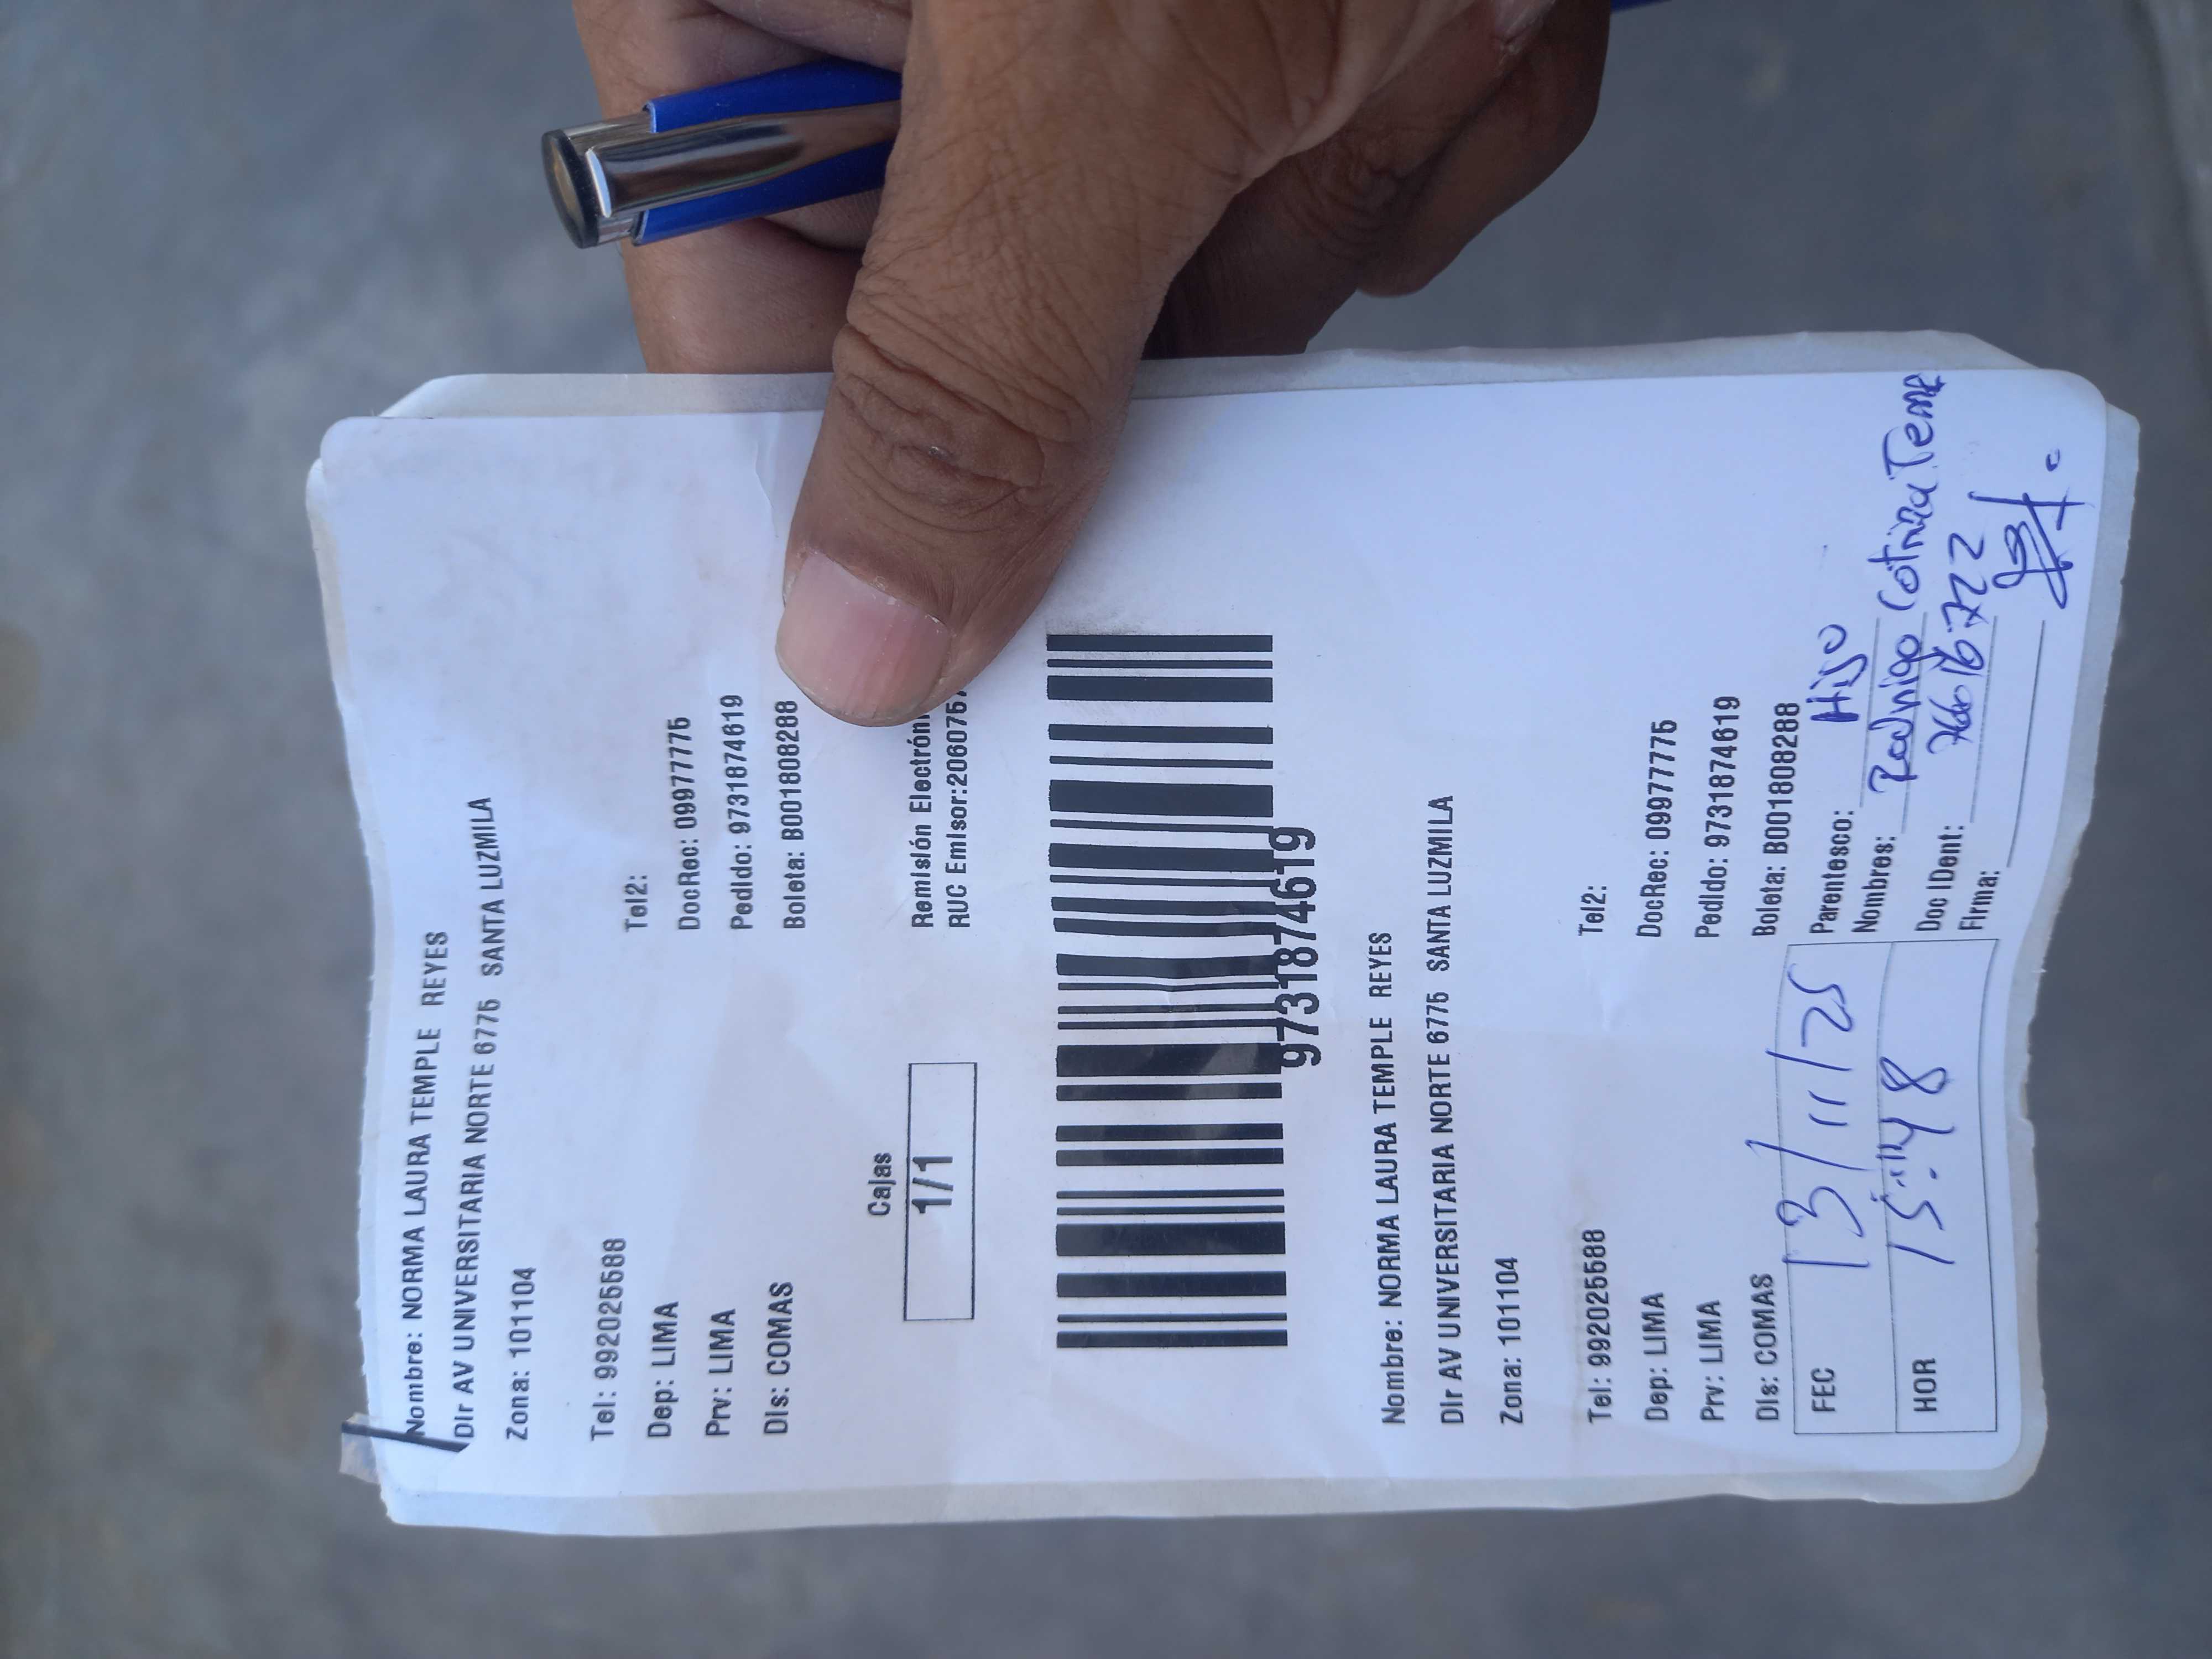 Nombre: NORMA LAURA TEMPLE REYES
Dir AV UNIVERSITARIA NORTE 6775 SANTA LUZMILA
Zona: 101104
Tel: 992025588 Tel2:
Dep: LIMA DocRec: 09977775
Prv: LIMA Pedido: 9731874619
Dis: COMAS Boleta: B001808288
Cajas
1/1
Remisión Electrón
RUC Emisor:2060757
9731874619
Nombre: NORMA LAURA TEMPLE REYES
Dir AV UNIVERSITARIA NORTE 6775 SANTA LUZMILA
Zona: 101104
Tel: 992025588 Tel2:
Dep: LIMA DocRec: 09977775
Prv: LIMA Pedido: 9731874619
Dis: COMAS Boleta: B001808288
FEC 13/11/25 Parentesco: Hijo
Nombres: Rodrigo
HOR 15:48 Doc IDent:
Firma: